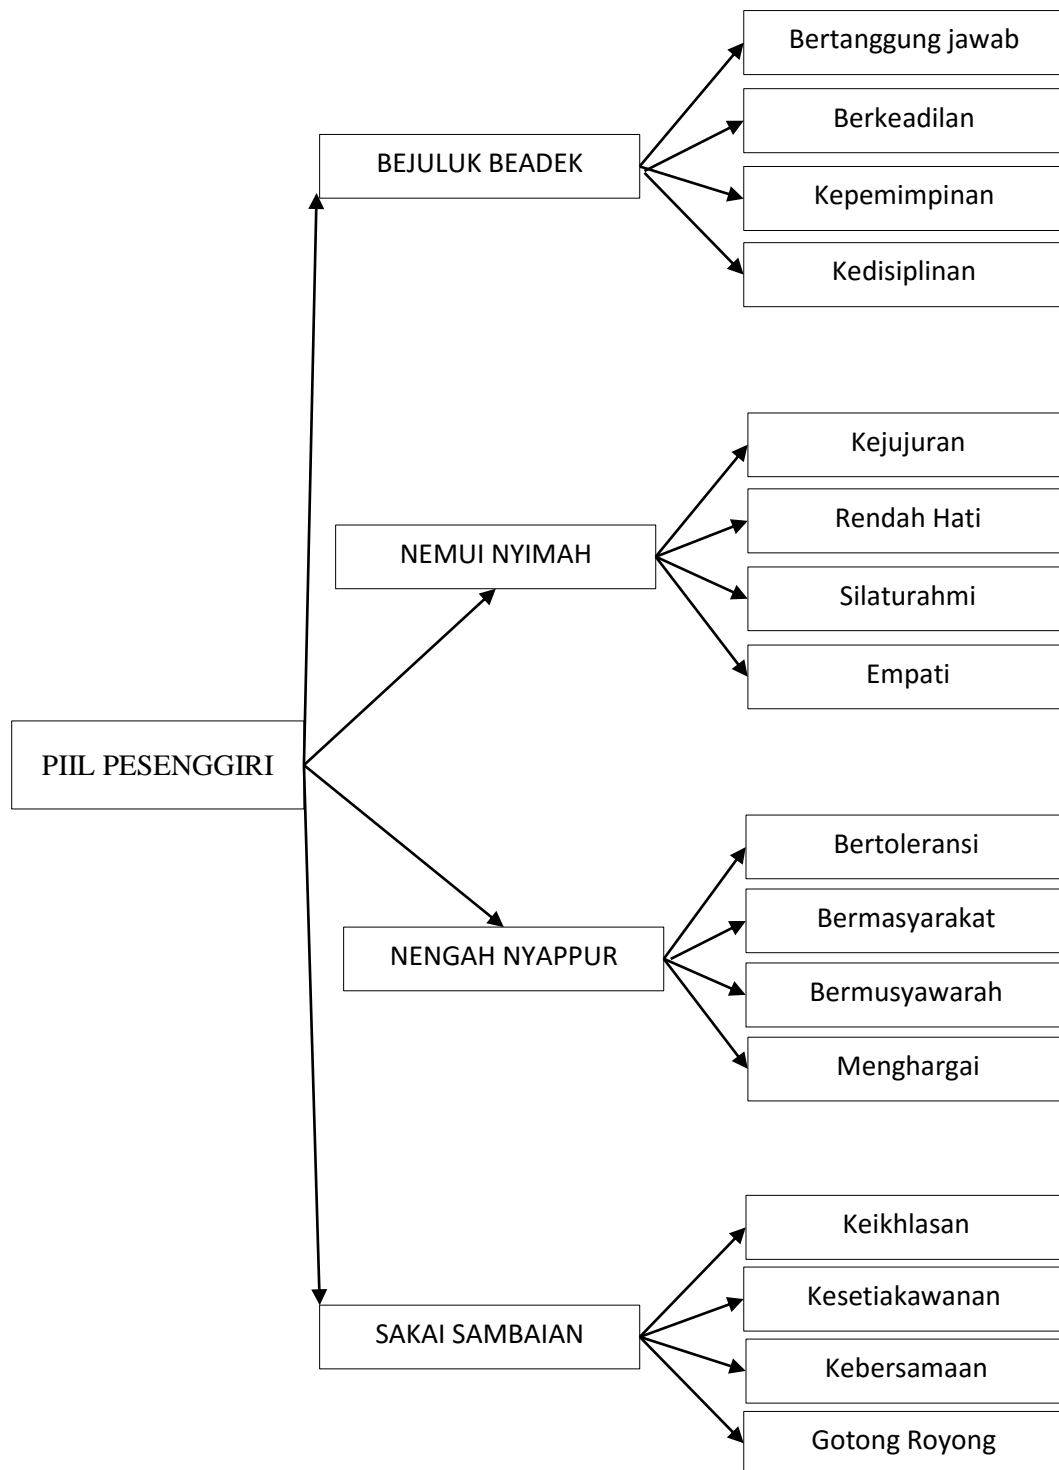 PIIL PESENGGIRI
BEJULUK BEADEK
Bertanggung jawab
Berkeadilan
Kepemimpinan
Kedisiplinan
NEMUI NYIMAH
Kejujuran
Rendah Hati
Silaturahmi
Empati
NENGAH NYAPPUR
Bertoleransi
Bermasyarakat
Bermusyawarah
Menghargai
SAKAI SAMBAIAN
Keikhlasan
Kesetiakawanan
Kebersamaan
Gotong Royong